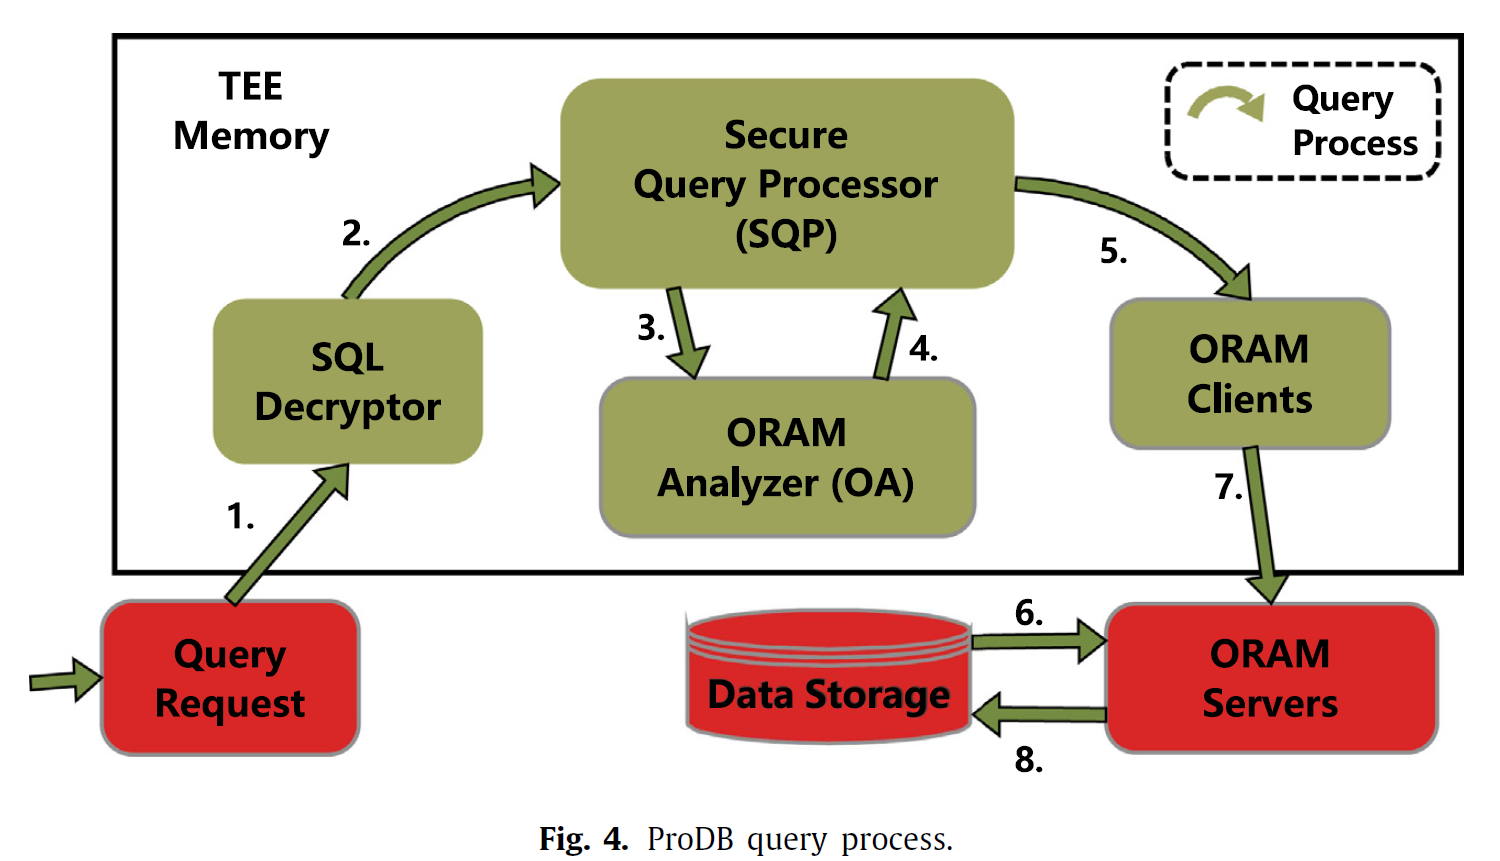 TEE
Memory
Query
Process
Secure
Query Processor
(SQP)
2.
5.
3.
4.
SQL
Decryptor
ORAM
Analyzer (OA)
ORAM
Clients
1.
7.
Query
Request
6.
Data Storage
ORAM
Servers
8.
Fig. 4. ProDB query process.